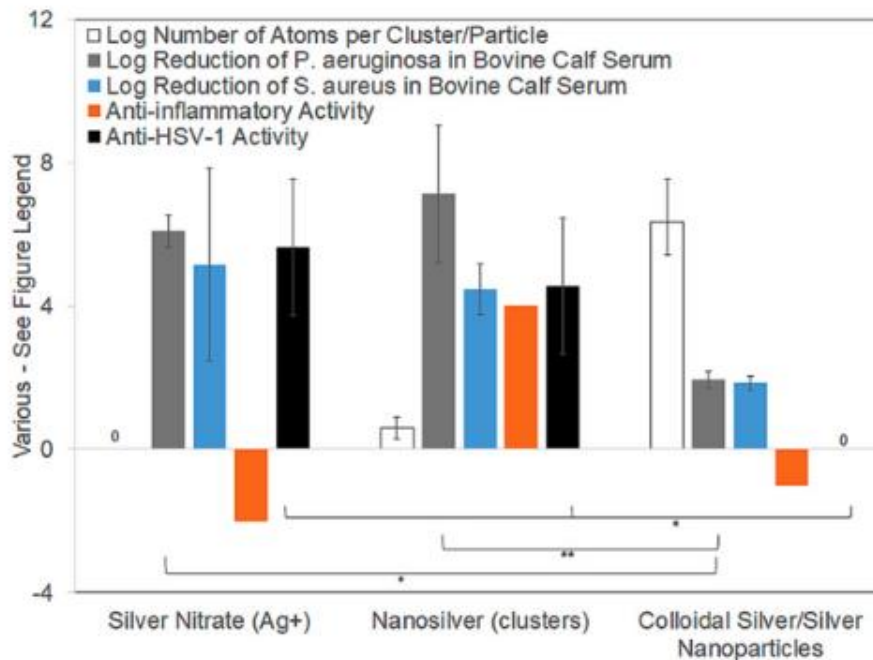 12
Log Number of Atoms per Cluster/Particle
Log Reduction of P. aeruginosa in Bovine Calf Serum
Log Reduction of S. aureus in Bovine Calf Serum
Anti-inflammatory Activity
Anti-HSV-1 Activity
8
Various - See Figure Legend
4
0
0
0
*
**
*
-4
Silver Nitrate (Ag+)
Nanosilver (clusters)
Colloidal Silver/Silver
Nanoparticles